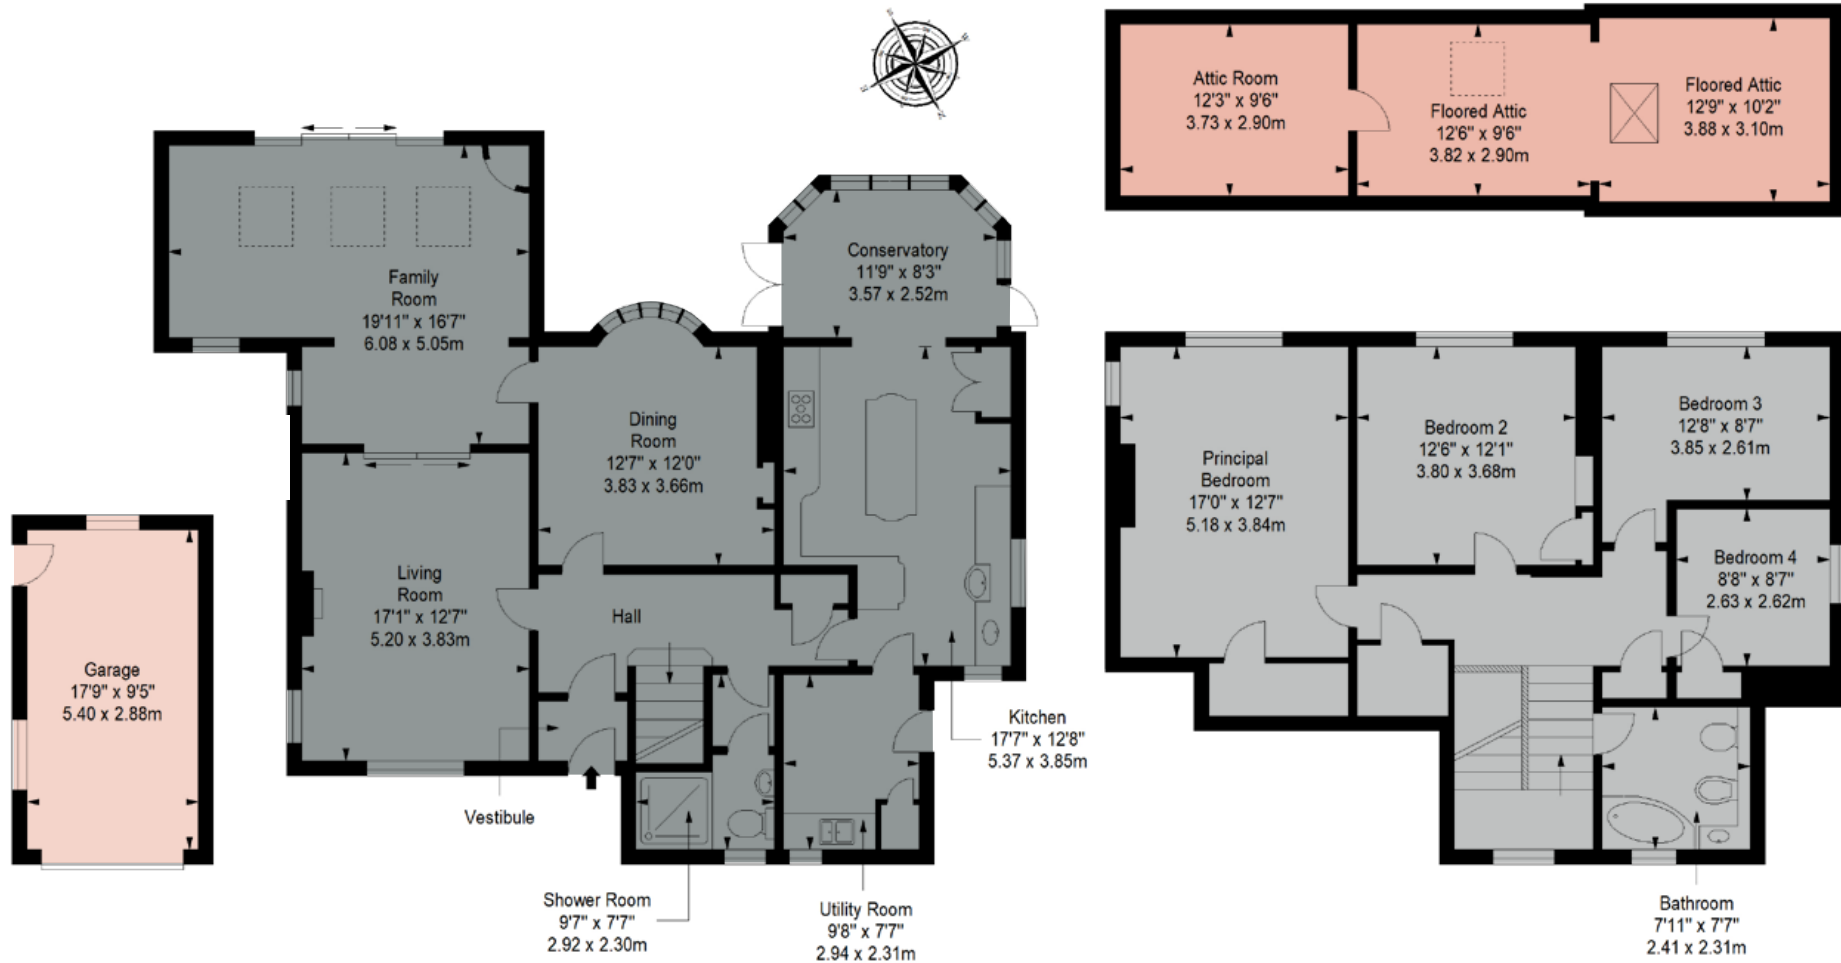 Attic Room
12'3" x 9'6"
3.73 x 2.90m
Floored Attic
12'6" x 9'6"
3.82 x 2.90m
Floored Attic
12'9" x 10'2"
3.88 x 3.10m
Family
Room
19'11" x 16'7"
6.08 x 5.05m
Conservatory
11'9" x 8'3"
3.57 x 2.52m
Dining
Room
12'7" x 12'0"
3.83 x 3.66m
Living
Room
17'1" x 12'7"
5.20 x 3.83m
Hall
Garage
17'9" x 9'5"
5.40 x 2.88m
Vestibule
Kitchen
17'7" x 12'8"
5.37 x 3.85m
Shower Room
9'7" x 7'7"
2.92 x 2.30m
Utility Room
9'8" x 7'7"
2.94 x 2.31m
Principal
Bedroom
17'0" x 12'7"
5.18 x 3.84m
Bedroom 2
12'6" x 12'1"
3.80 x 3.68m
Bedroom 3
12'8" x 8'7"
3.85 x 2.61m
Bedroom 4
8'8" x 8'7"
2.63 x 2.62m
Bathroom
7'11" x 7'7"
2.41 x 2.31m